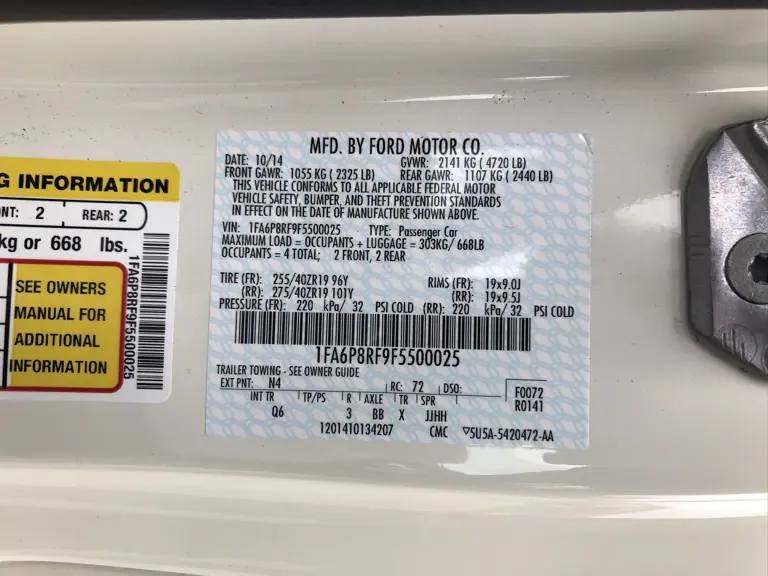 G INFORMATION
NT: 2 REAR: 2
kg or 668 lbs.
SEE OWNERS
MANUAL FOR
ADDITIONAL
INFORMATION
1FA6P8RF9F5500025
MFD. BY FORD MOTOR CO.
DATE: 10/14 GVWR: 2141 KG ( 4720 LB)
FRONT GAWR: 1055 KG ( 2325 LB) REAR GAWR: 1107 KG ( 2440 LB)
THIS VEHICLE CONFORMS TO ALL APPLICABLE FEDERAL MOTOR
VEHICLE SAFETY, BUMPER, AND THEFT PREVENTION STANDARDS
IN EFFECT ON THE DATE OF MANUFACTURE SHOWN ABOVE.
VIN: 1FA6P8RF9F5500025 TYPE: Passenger Car
MAXIMUM LOAD = OCCUPANTS + LUGGAGE = 303KG/ 668LB
OCCUPANTS = 4 TOTAL; 2 FRONT, 2 REAR
TIRE (FR): 255/40ZR19 96Y RIMS (FR): 19x9.0J
(RR): 275/40ZR19 101Y (RR): 19x9.5J
PRESSURE (FR): 220 kPa/ 32 PSI COLD (RR): 220 kPa/ 32 PSI COLD
1FA6P8RF9F5500025
TRAILER TOWING - SEE OWNER GUIDE
EXT PNT: N4 RC: 72 DSO: F0072
R0141
INT TR TP/PS R AXLE TR SPR
Q6 3 BB X JJHH
1201410134207 CMC ▽5U5A-5420472-AA